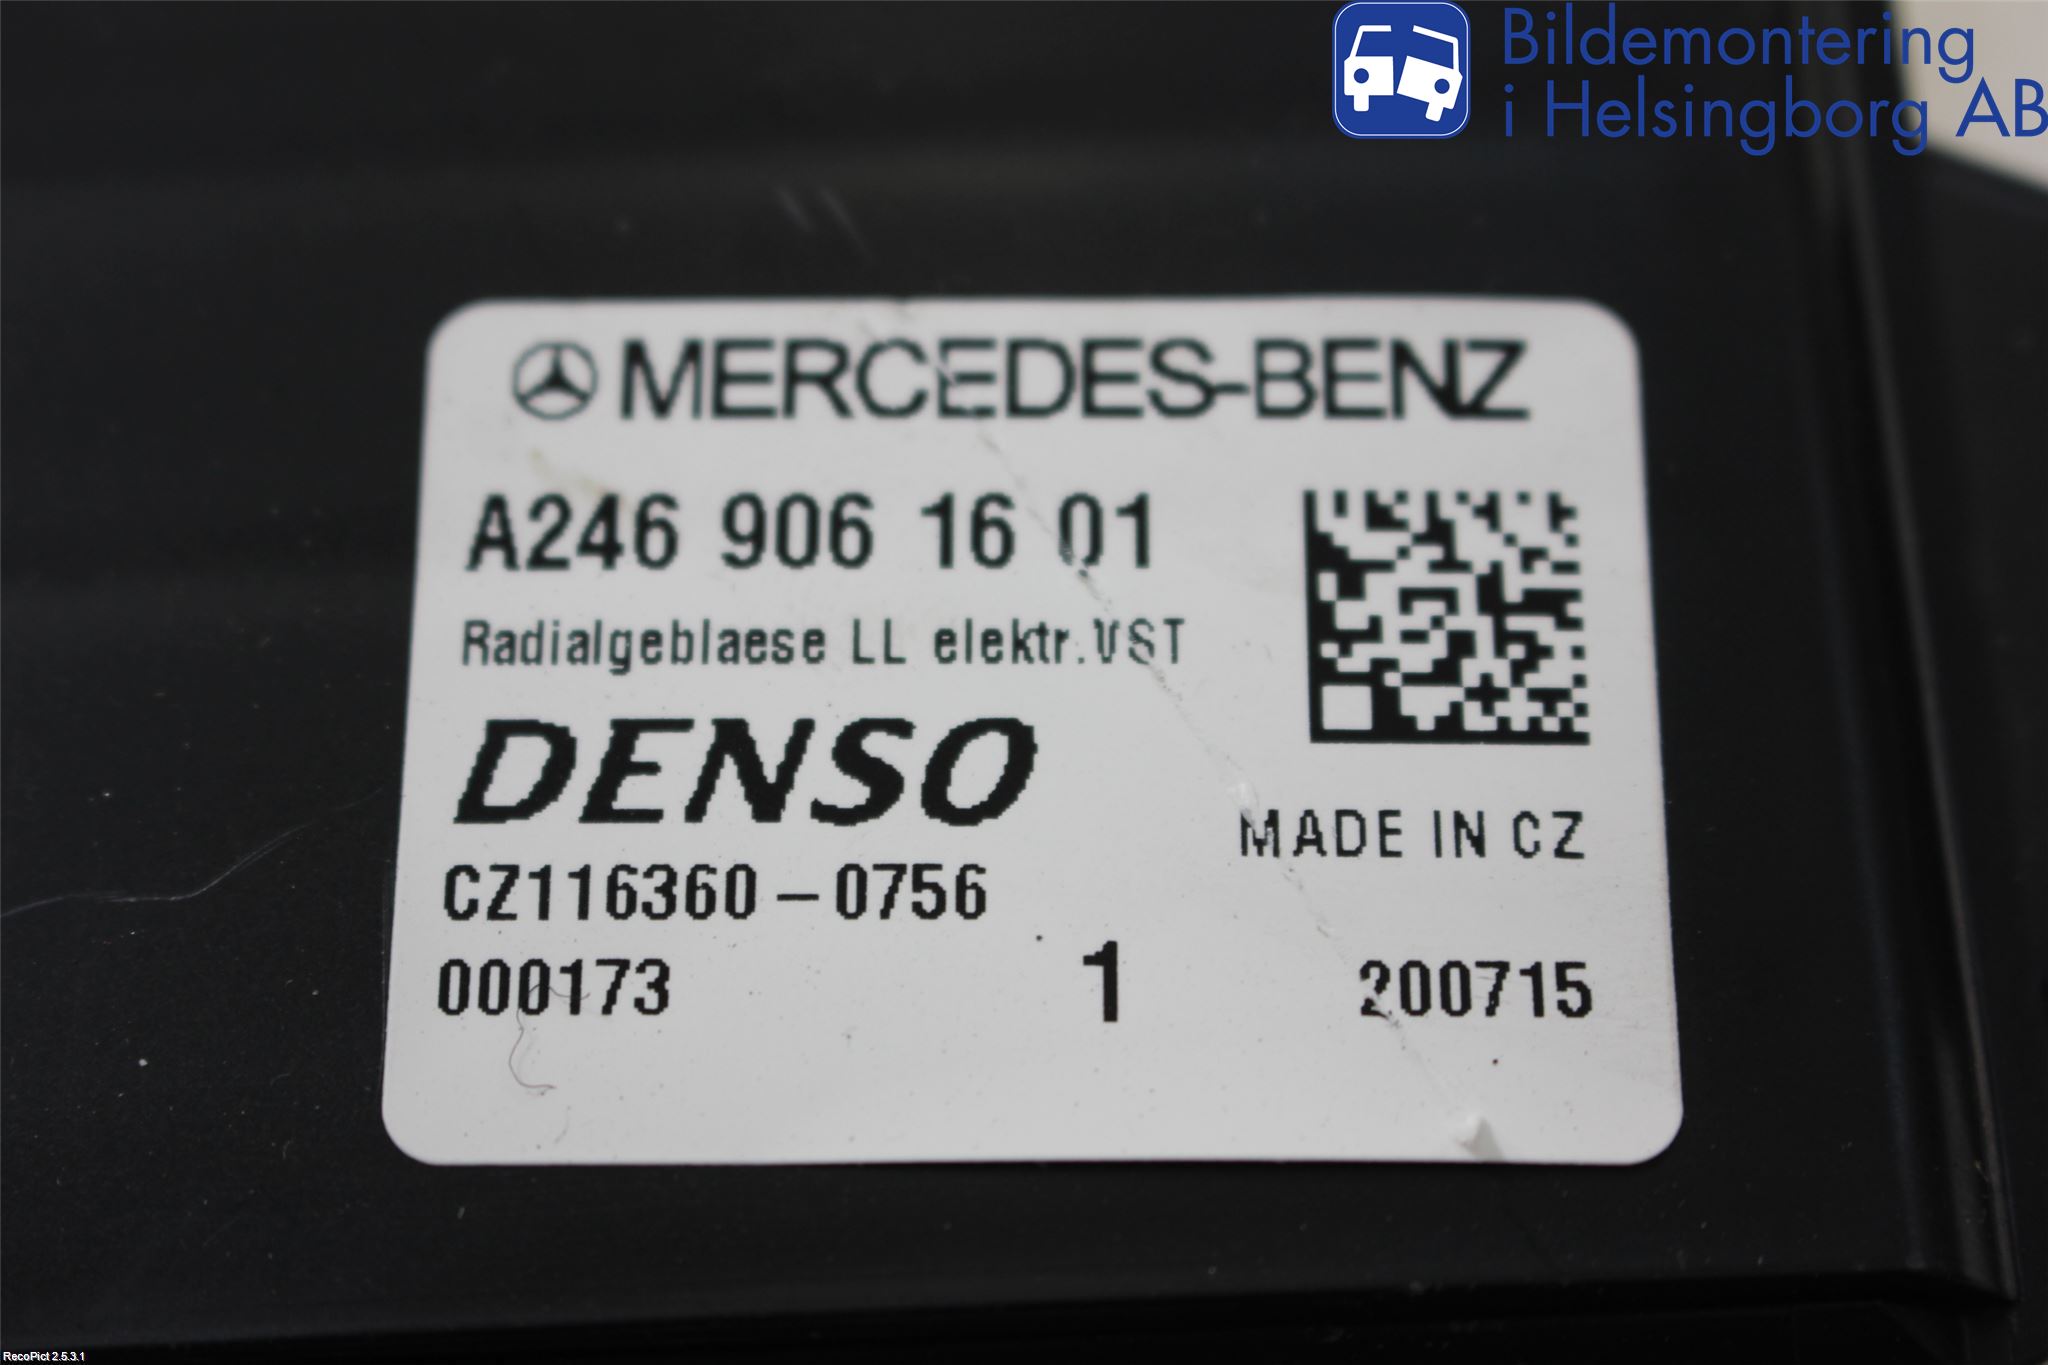 Bildemontering
i Helsingborg AB
MERCEDES-BENZ
A246 906 16 01
Radialgeblaese LL elektr.VST
DENSO
MADE IN CZ
CZ116360-0756
000173 1 200715
RecoPict 2.5.3.1